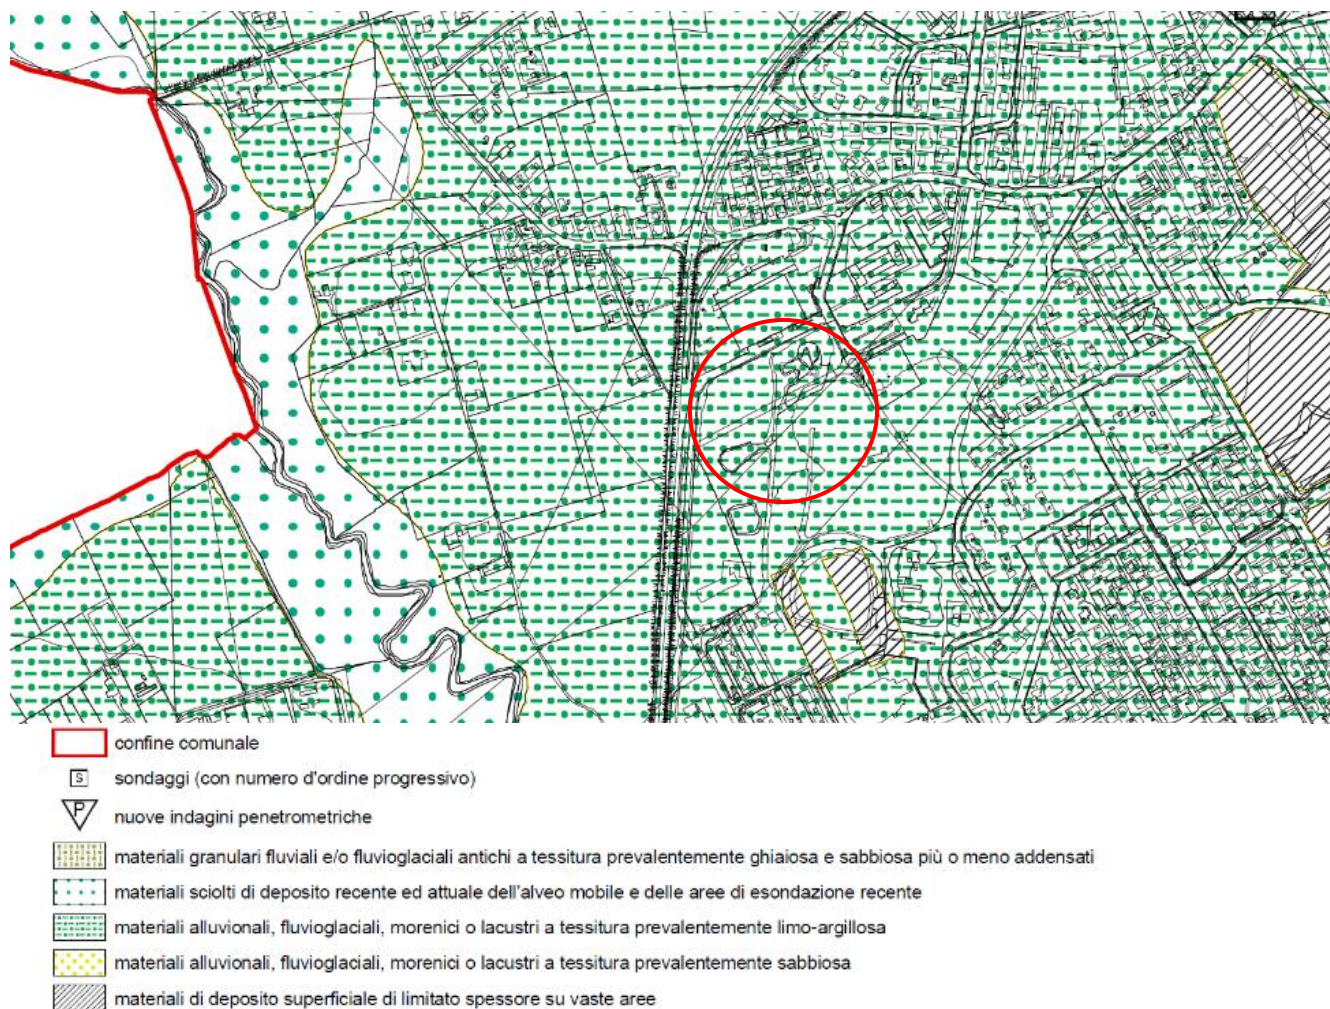 confine comunale
S sondaggi (con numero d'ordine progressivo)
P nuove indagini penetrometriche
materiali granulari fluviali e/o fluvioglaciali antichi a tessitura prevalentemente ghiaiosa e sabbiosa più o meno addensati
materiali sciolti di deposito recente ed attuale dell'alveo mobile e delle aree di esondazione recente
materiali alluvionali, fluvioglaciali, morenici o lacustri a tessitura prevalentemente limo-argillosa
materiali alluvionali, fluvioglaciali, morenici o lacustri a tessitura prevalentemente sabbiosa
materiali di deposito superficiale di limitato spessore su vaste aree